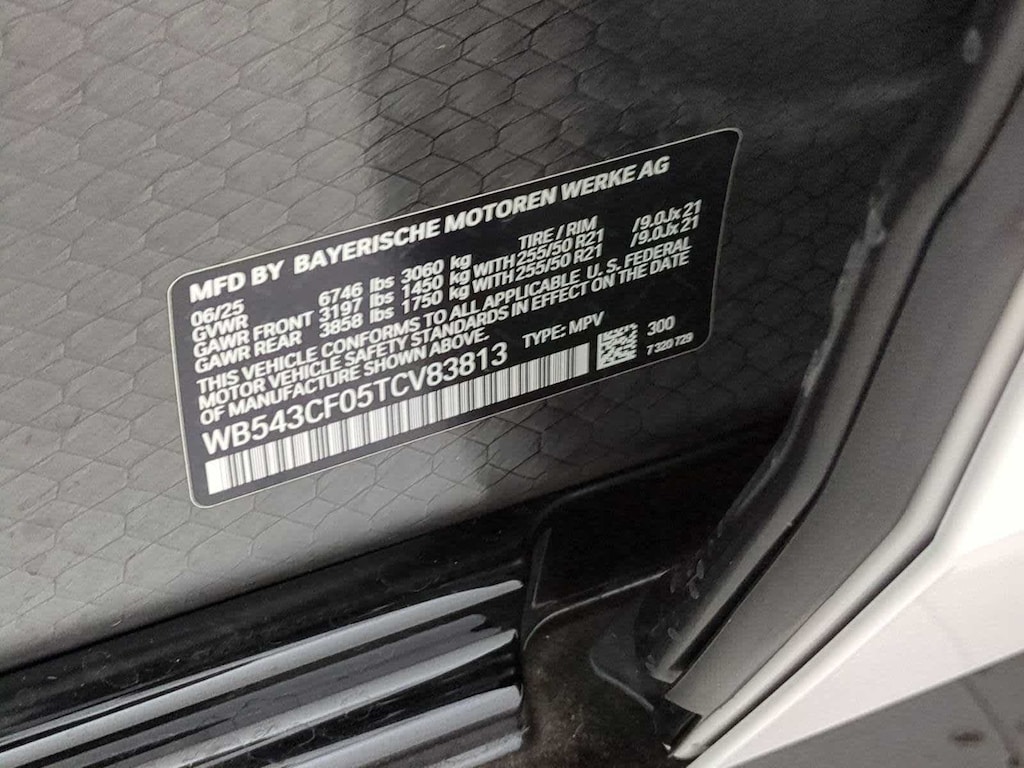 MFD BY BAYERISCHE MOTOREN WERKE AG
06/25 TIRE / RIM
GVWR 6746 lbs 3060 kg
GAWR FRONT 3197 lbs 1450 kg WITH 255/50 R21 /9.0Jx21
GAWR REAR 3858 lbs 1750 kg WITH 255/50 R21 /9.0Jx21
THIS VEHICLE CONFORMS TO ALL APPLICABLE U.S. FEDERAL
MOTOR VEHICLE SAFETY STANDARDS IN EFFECT ON THE DATE
OF MANUFACTURE SHOWN ABOVE.
WB543CF05TCV83813 TYPE: MPV 300
7 320 729